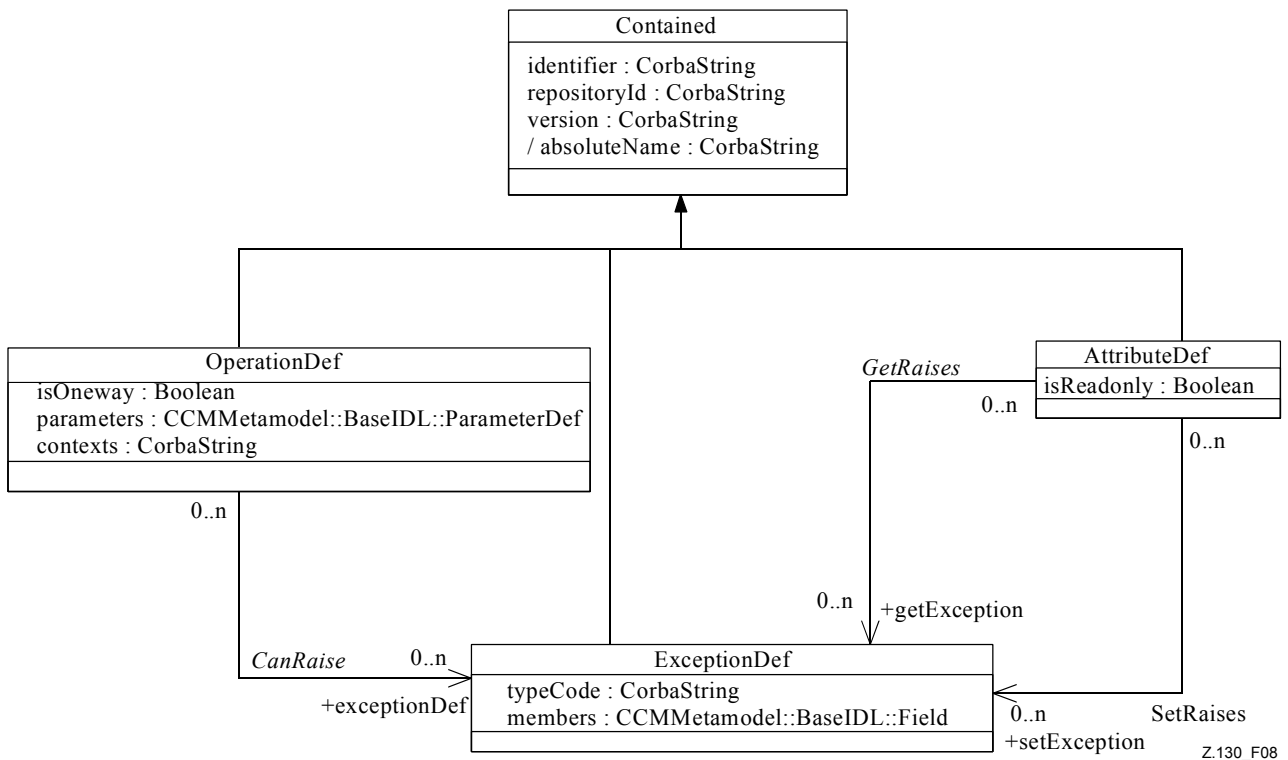 Contained
identifier : CorbaString
repositoryId : CorbaString
version : CorbaString
/ absoluteName : CorbaString
OperationDef
isOneway : Boolean
parameters : CCMMetamodel::BaseIDL::ParameterDef
contexts : CorbaString
0..n
GetRaises
0..n
AttributeDef
isReadonly : Boolean
0..n
0..n
+getException
CanRaise
0..n
+exceptionDef
ExceptionDef
typeCode : CorbaString
members : CCMMetamodel::BaseIDL::Field
0..n
SetRaises
+setException
Z.130_F08